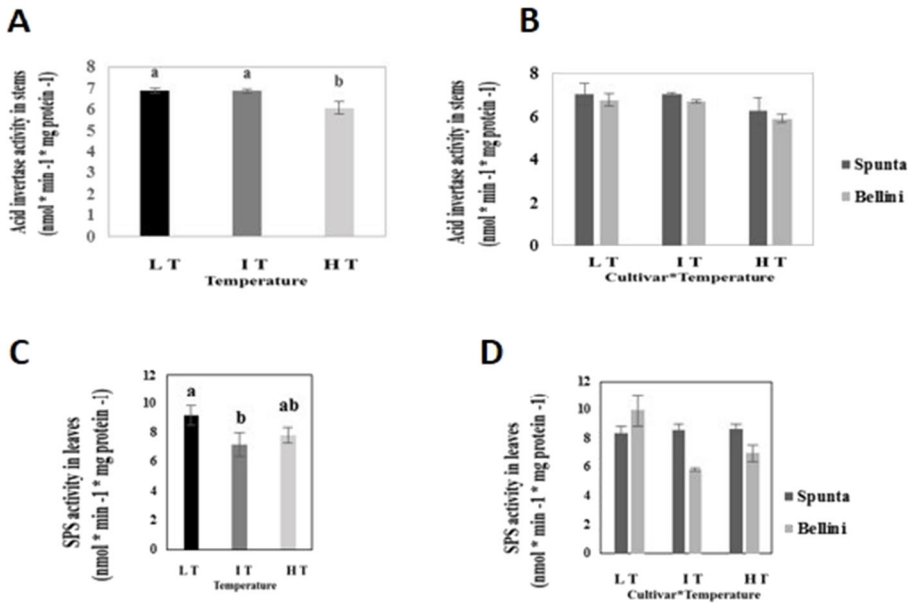 A
Acid invertase activity in stems
(nmol * min -1 * mg protein -1)
8
7
6
5
4
3
2
1
0
a
a
b
L T
I T
H T
Temperature
B
Acid invertase activity in stems
(nmol * min -1 * mg protein -1)
8
6
4
2
0
L T
I T
H T
Cultivar*Temperature
Spunta
Bellini
C
SPS activity in leaves
(nmol * min -1 * mg protein -1)
12
10
8
6
4
2
0
a
b
ab
L T
I T
H T
Temperature
D
SPS activity in leaves
(nmol * min -1 * mg protein -1)
12
10
8
6
4
2
0
L T
I T
H T
Cultivar*Temperature
Spunta
Bellini